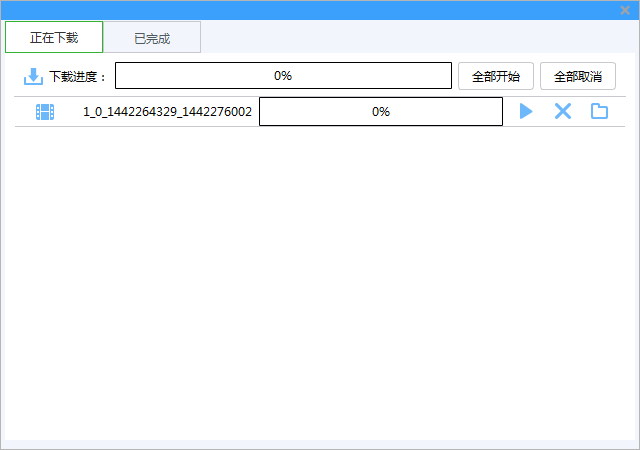 正在下载 已完成
下载进度： 0% 全部开始 全部取消
1_0_1442264329_1442276002 0%